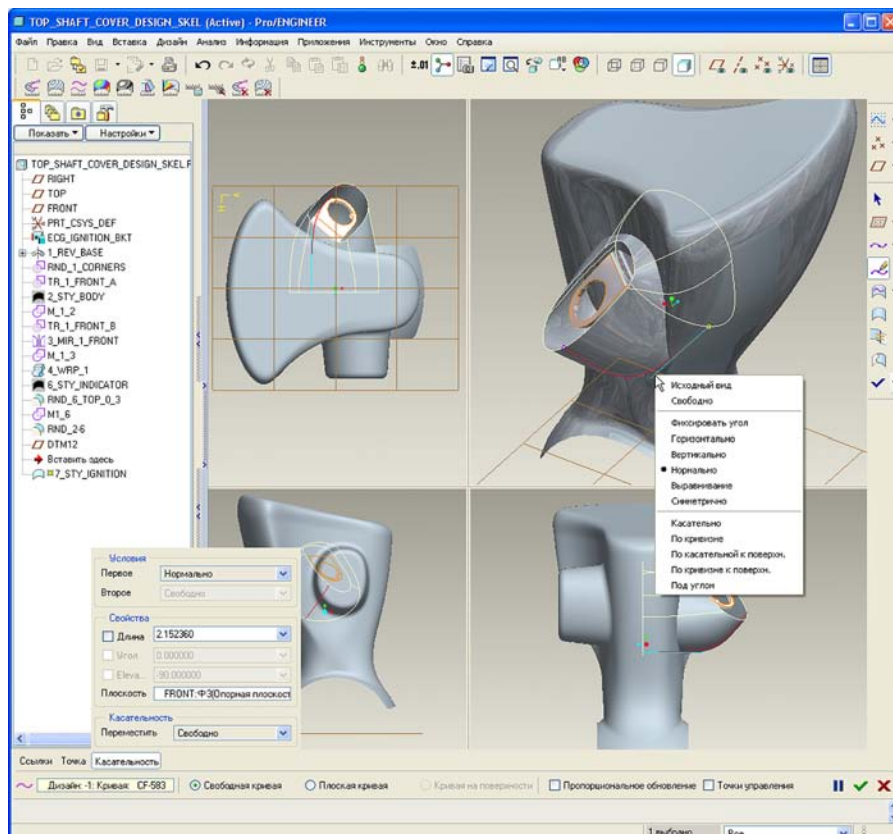 TOP_SHAFT_COVER_DESIGN_SKEL (Active) - Pro/ENGINEER
Файл Правка Вид Вставка Дизайн Анализ Информация Приложения Инструменты Окно Справка
Показать Настройки
TOP_SHAFT_COVER_DESIGN_SKEL.F
RIGHT
TOP
FRONT
PRT_CSYS_DEF
ECG_IGNITION_BKT
1_REV_BASE
RND_1_CORNERS
TR_1_FRONT_A
2_STY_BODY
M_1_2
TR_1_FRONT_B
3_MIR_1_FRONT
M_1_3
4_WRP_1
6_STY_INDICATOR
RND_6_TOP_0_3
M1_6
RND_2-6
DTM12
Вставить здесь
7_STY_IGNITION
Исходный вид
Свободно
Фиксировать угол
Горизонтально
Вертикально
Нормально
Выравнивание
Симметрично
Касательно
По кривизне
По касательной к поверхн.
По кривизне к поверхн.
Под углом
Условия
Первое Нормально
Второе Свободно
Свойства
Длина 2.152360
Угол 0.000000
Eleva... -90.000000
Плоскость FRONT:Ф3(Опорная плоскост
Касательность
Переместить Свободно
Ссылки Точка Касательность
Дизайн -1: Кривая: CF-583 Свободная кривая Плоская кривая Кривая на поверхности Пропорциональное обновление Точки управления
1 выбрано Все